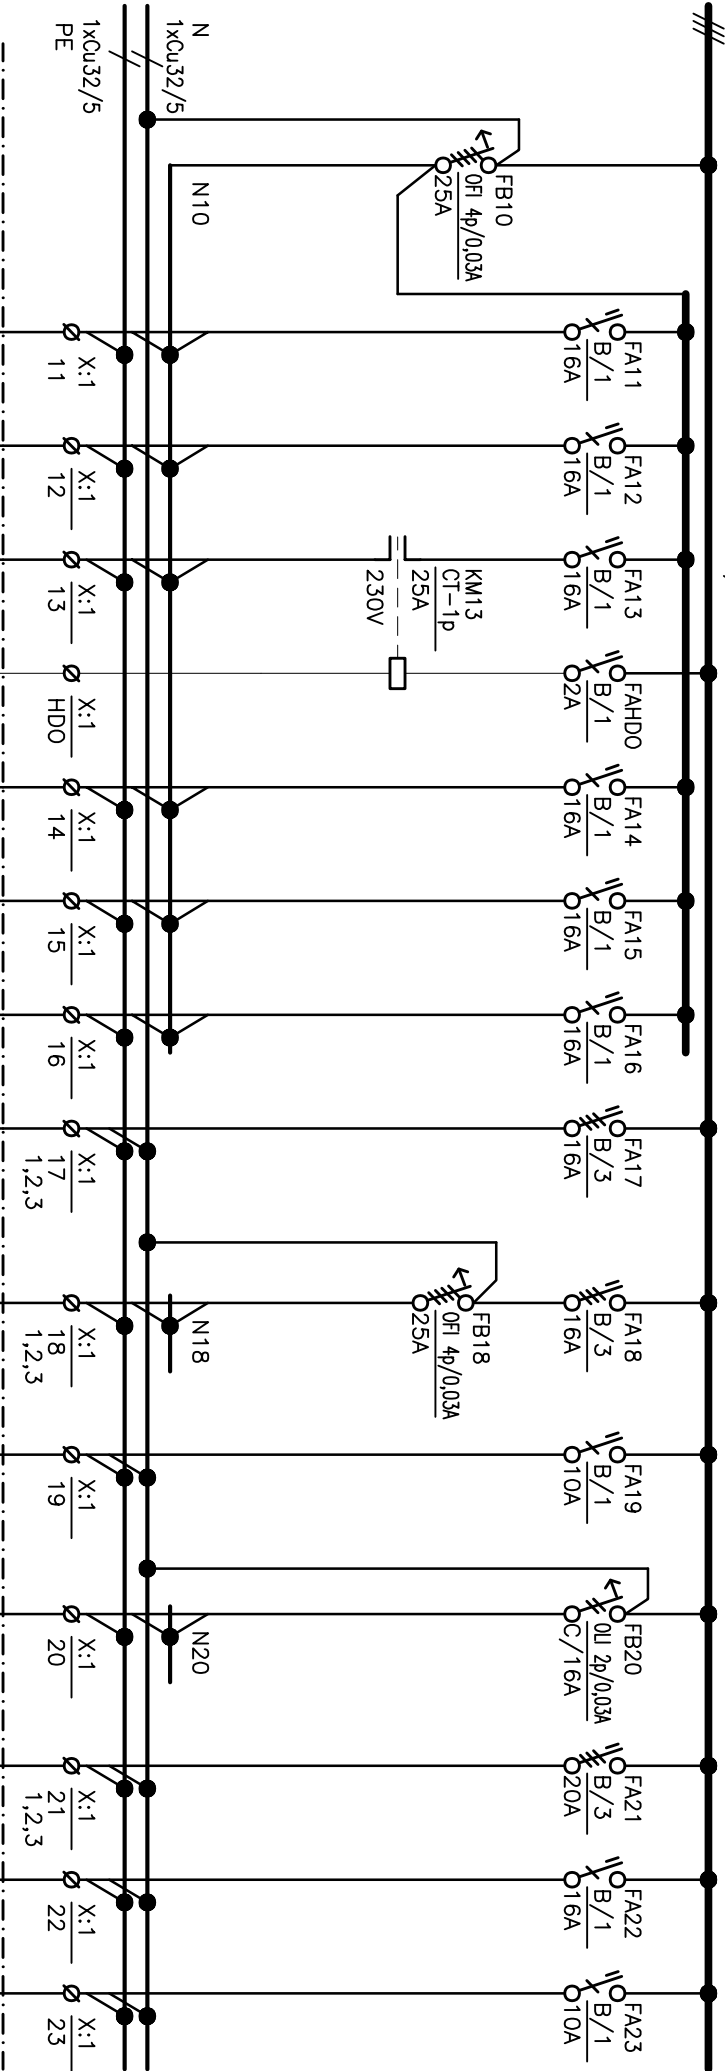 N
1xCu32/5
1xCu32/5
PE
FB10
OFI 4p/0,03A
25A
N10
FA11
B/1
16A
X:1
11
FA12
B/1
16A
X:1
12
FA13
B/1
16A
KM13
CT-1p
25A
230V
X:1
13
FAHDO
B/1
2A
X:1
HDO
FA14
B/1
16A
X:1
14
FA15
B/1
16A
X:1
15
FA16
B/1
16A
X:1
16
FA17
B/3
16A
X:1
17
1,2,3
FA18
B/3
16A
FB18
OFI 4p/0,03A
25A
N18
X:1
18
1,2,3
FA19
B/1
10A
X:1
19
FB20
OLI 2p/0,03A
C/16A
N20
X:1
20
FA21
B/3
20A
X:1
21
1,2,3
FA22
B/1
16A
X:1
22
FA23
B/1
10A
X:1
23